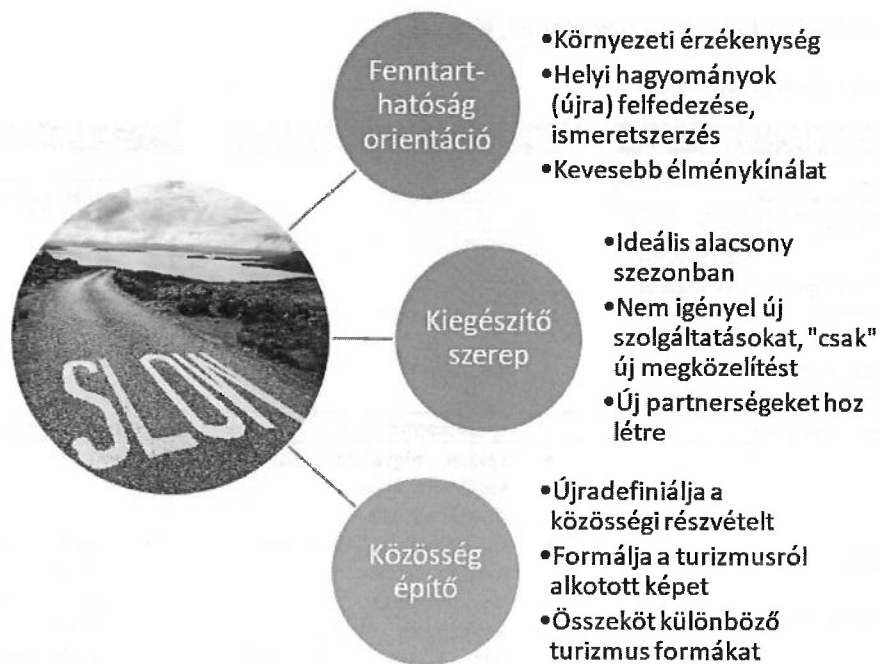 Fenntart-
hatóság
orientáció
•Környezeti érzékenység
•Helyi hagyományok
(újra) felfedezése,
ismeretszerzés
•Kevesebb élménykínálat
SLOW
Kiegészítő
szerep
•Ideális alacsony
szezonban
•Nem igényel új
szolgáltatásokat, "csak"
új megközelítést
•Új partnerségeket hoz
létre
Közösség
építő
•Újradefiniálja a
közösségi részvételt
•Formálja a turizmusról
alkotott képet
•Összeköt különböző
turizmus formákat